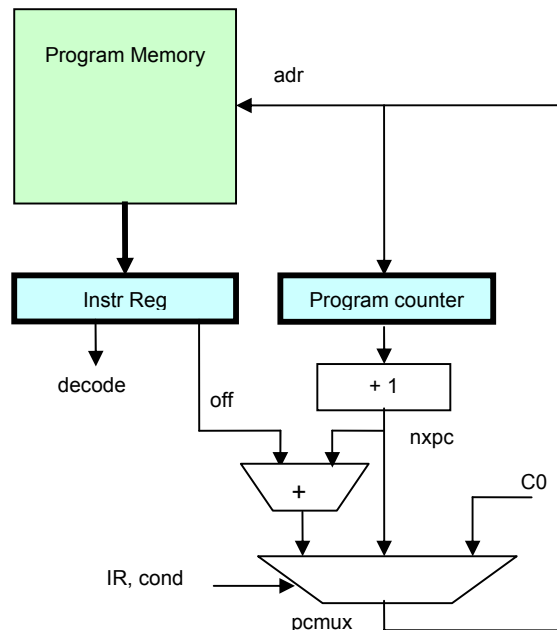 Program Memory
adr
Instr Reg
Program counter
decode
off
+ 1
nxpc
+
C0
IR, cond
pcmux